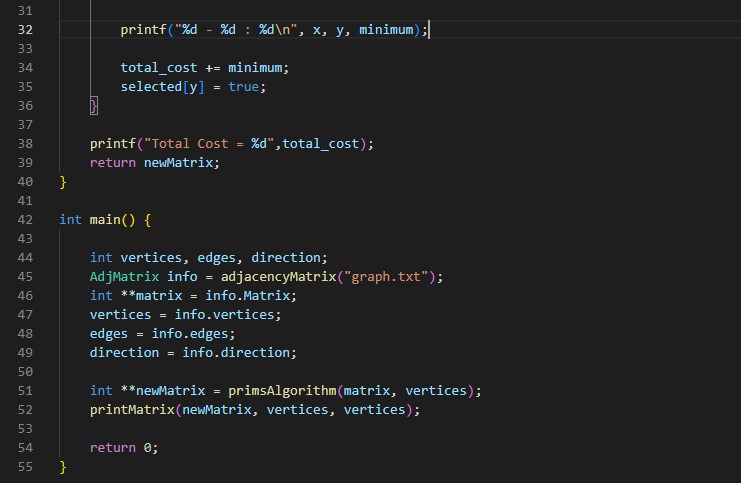 31
32 printf("%d - %d : %d\n", x, y, minimum);
33
34 total_cost += minimum;
35 selected[y] = true;
36 }
37
38 printf("Total Cost = %d",total_cost);
39 return newMatrix;
40 }
41
42 int main() {
43
44 int vertices, edges, direction;
45 AdjMatrix info = adjacencyMatrix("graph.txt");
46 int **matrix = info.Matrix;
47 vertices = info.vertices;
48 edges = info.edges;
49 direction = info.direction;
50
51 int **newMatrix = primsAlgorithm(matrix, vertices);
52 printMatrix(newMatrix, vertices, vertices);
53
54 return 0;
55 }